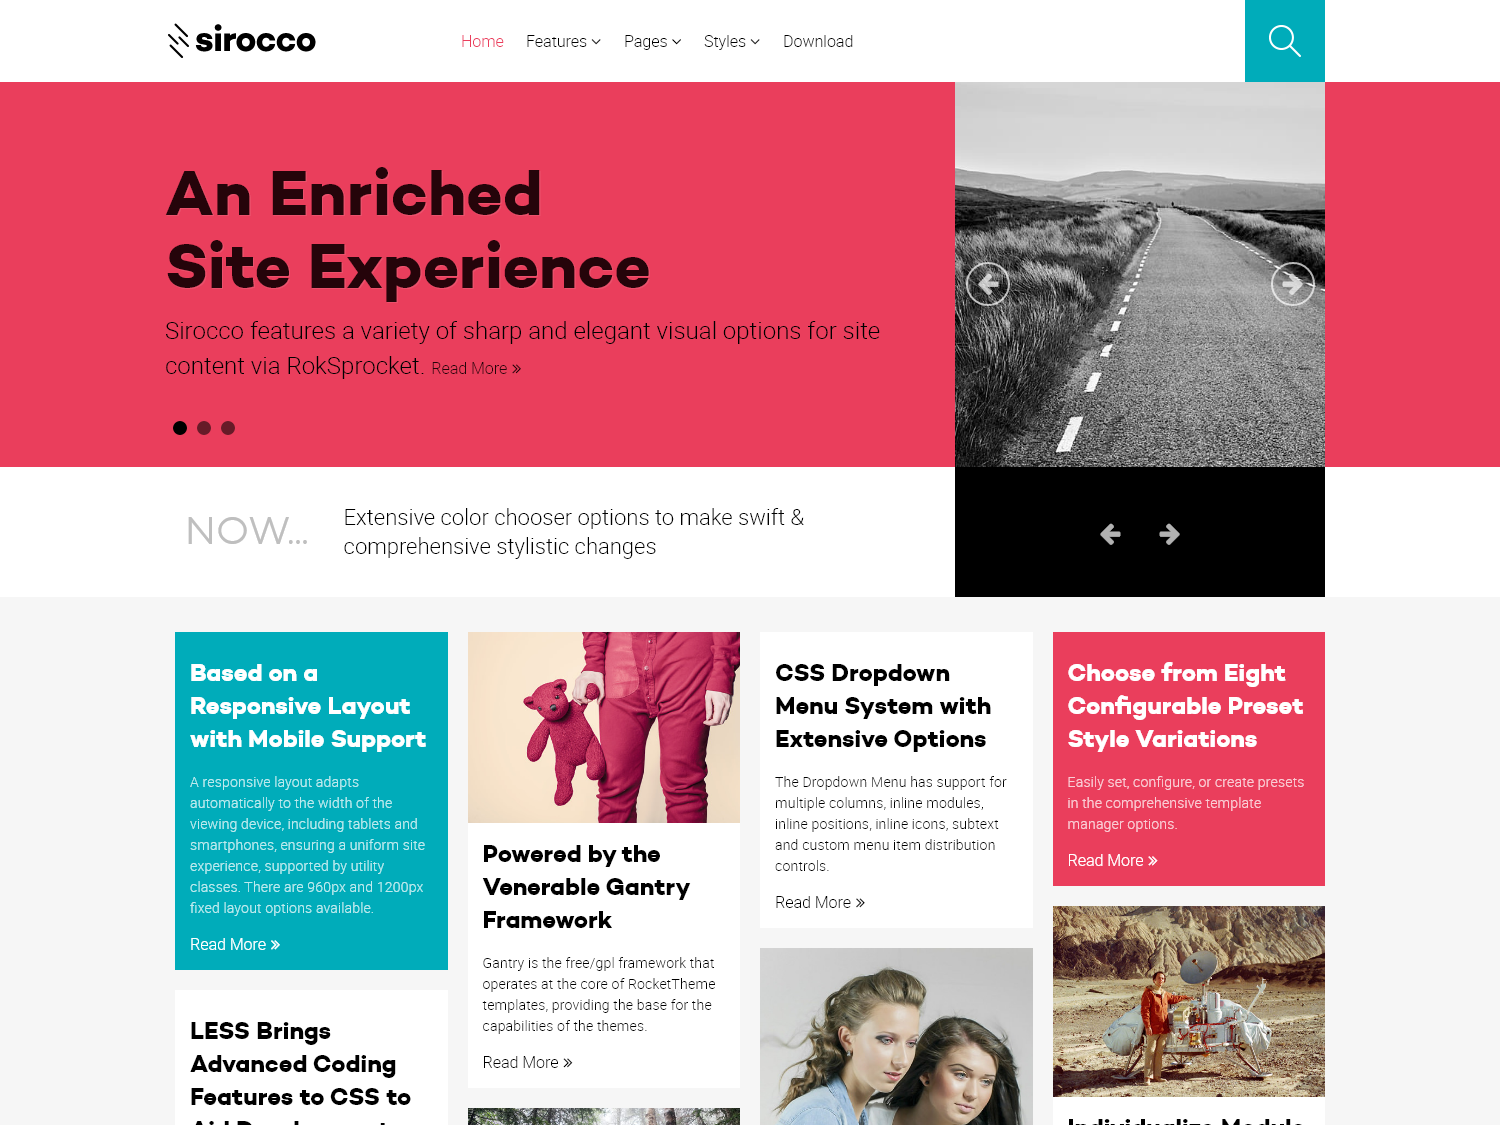 sirocco
Home Features Pages Styles Download
An Enriched
Site Experience
Sirocco features a variety of sharp and elegant visual options for site
content via RokSprocket. Read More »
NOW...
Extensive color chooser options to make swift &
comprehensive stylistic changes
Based on a
Responsive Layout
with Mobile Support
A responsive layout adapts
automatically to the width of the
viewing device, including tablets and
smartphones, ensuring a uniform site
experience, supported by utility
classes. There are 960px and 1200px
fixed layout options available.
Read More »
LESS Brings
Advanced Coding
Features to CSS to
Powered by the
Venerable Gantry
Framework
Gantry is the free/gpl framework that
operates at the core of RocketTheme
templates, providing the base for the
capabilities of the themes.
Read More »
CSS Dropdown
Menu System with
Extensive Options
The Dropdown Menu has support for
multiple columns, inline modules,
inline positions, inline icons, subtext
and custom menu item distribution
controls.
Read More »
Choose from Eight
Configurable Preset
Style Variations
Easily set, configure, or create presets
in the comprehensive template
manager options.
Read More »
Individualize Module